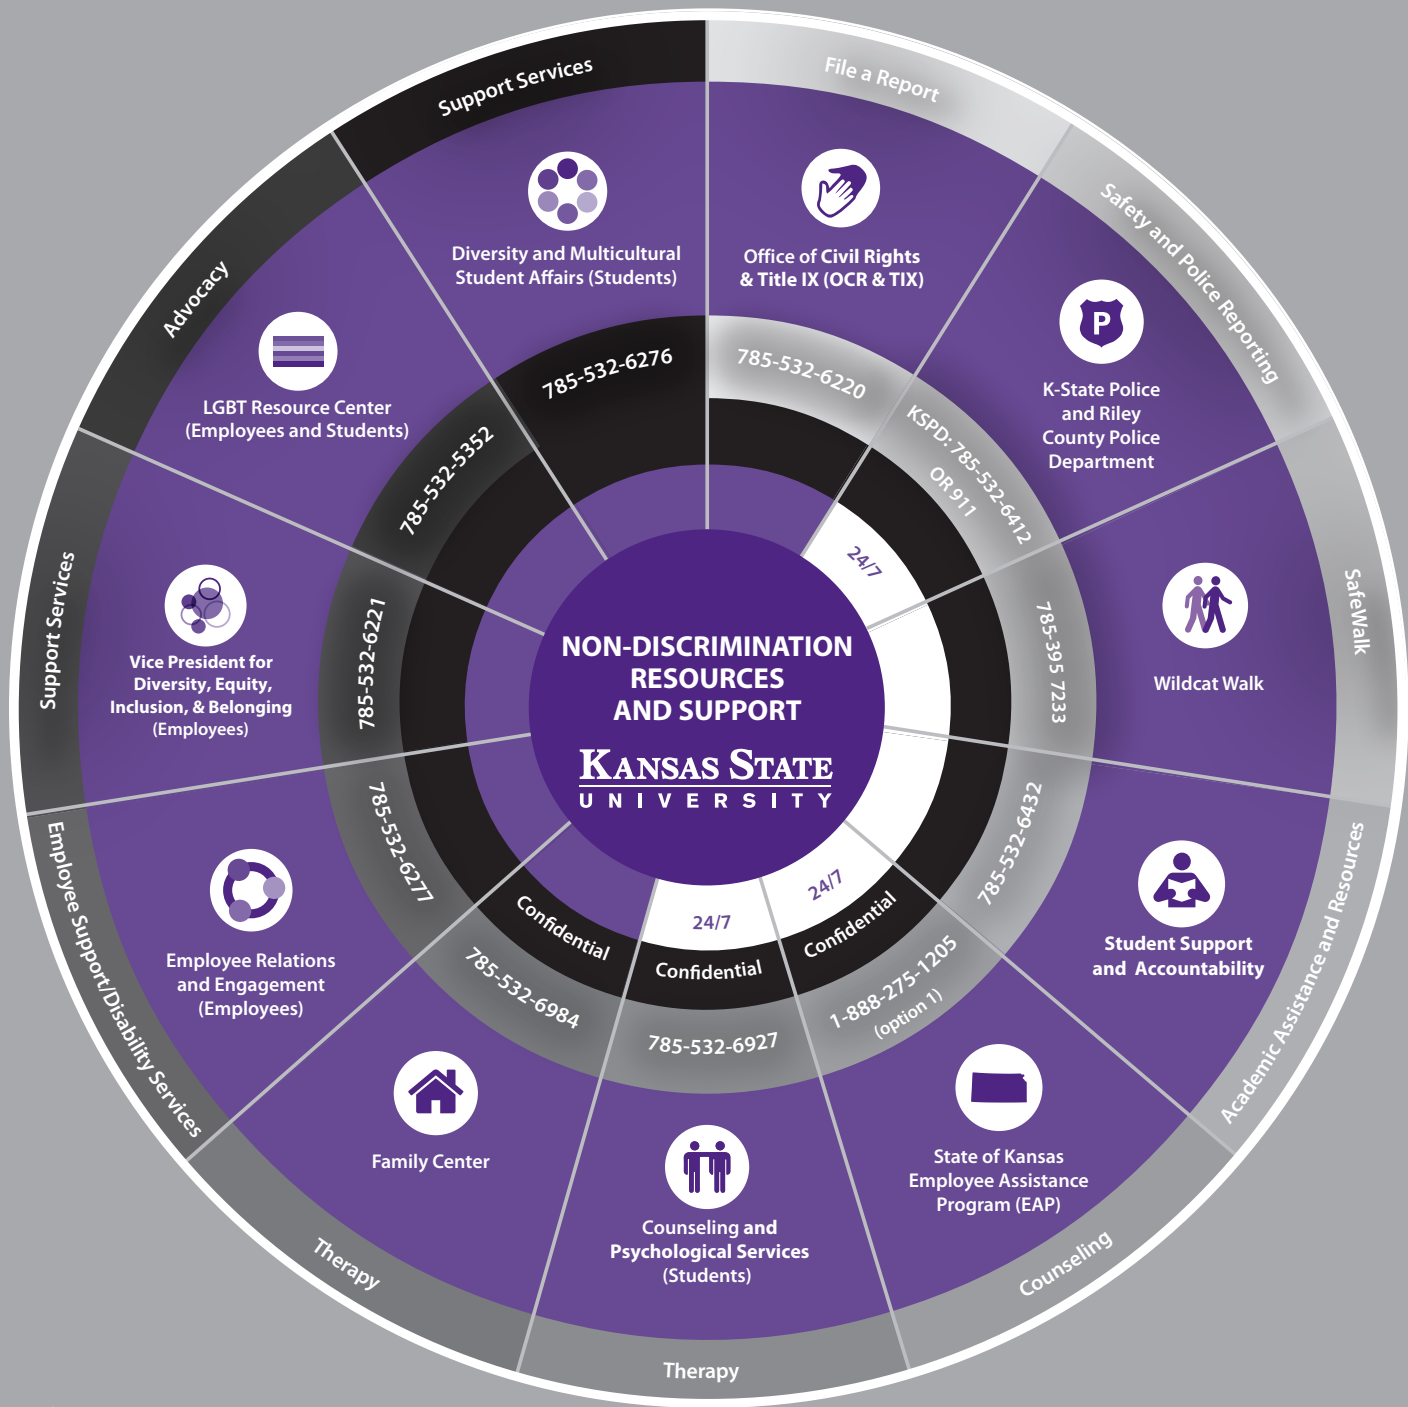 NON-DISCRIMINATION
RESOURCES
AND SUPPORT
KANSAS STATE
UNIVERSITY
File a Report
Office of Civil Rights
& Title IX (OCR & TIX)
785-532-6220
Safety and Police Reporting
P
K-State Police
and Riley
County Police
Department
KSPD: 785-532-6412
OR 911
24/7
SafeWalk
Wildcat Walk
785-395 7233
Academic Assistance and Resources
Student Support
and Accountability
785-532-6432
Counseling
State of Kansas
Employee Assistance
Program (EAP)
1-888-275-1205
(option 1)
Confidential
24/7
Therapy
Counseling and
Psychological Services
(Students)
785-532-6927
Confidential
24/7
Therapy
Family Center
785-532-6984
Confidential
Employee Support/Disability Services
Employee Relations
and Engagement
(Employees)
785-532-6277
Support Services
Vice President for
Diversity, Equity,
Inclusion, & Belonging
(Employees)
785-532-6221
Advocacy
LGBT Resource Center
(Employees and Students)
785-532-5352
Support Services
Diversity and Multicultural
Student Affairs (Students)
785-532-6276